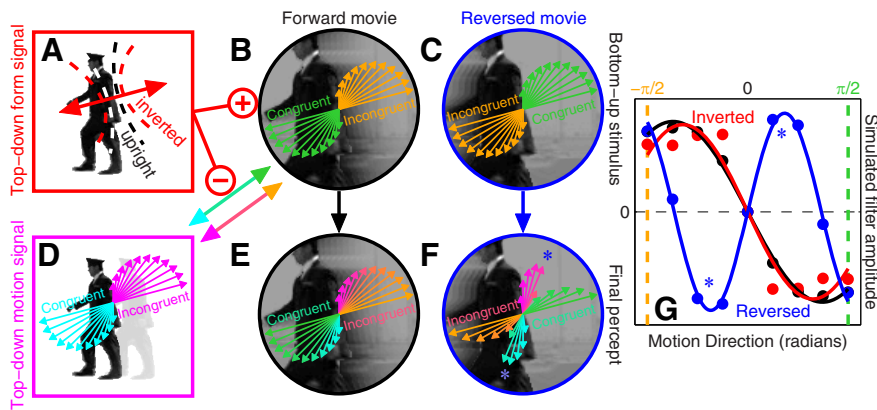 Forward movie
Reversed movie
Top-down form signal
A
inverted
upright
+
−
B
Congruent
Incongruent
C
Incongruent
Congruent
Bottom-up stimulus
Top-down motion signal
D
Congruent
Incongruent
E
Congruent
Incongruent
F
*
Incongruent
Congruent
*
Final percept
−π/2
0
π/2
Inverted
*
0
*
Reversed
G
Motion Direction (radians)
Simulated filter amplitude